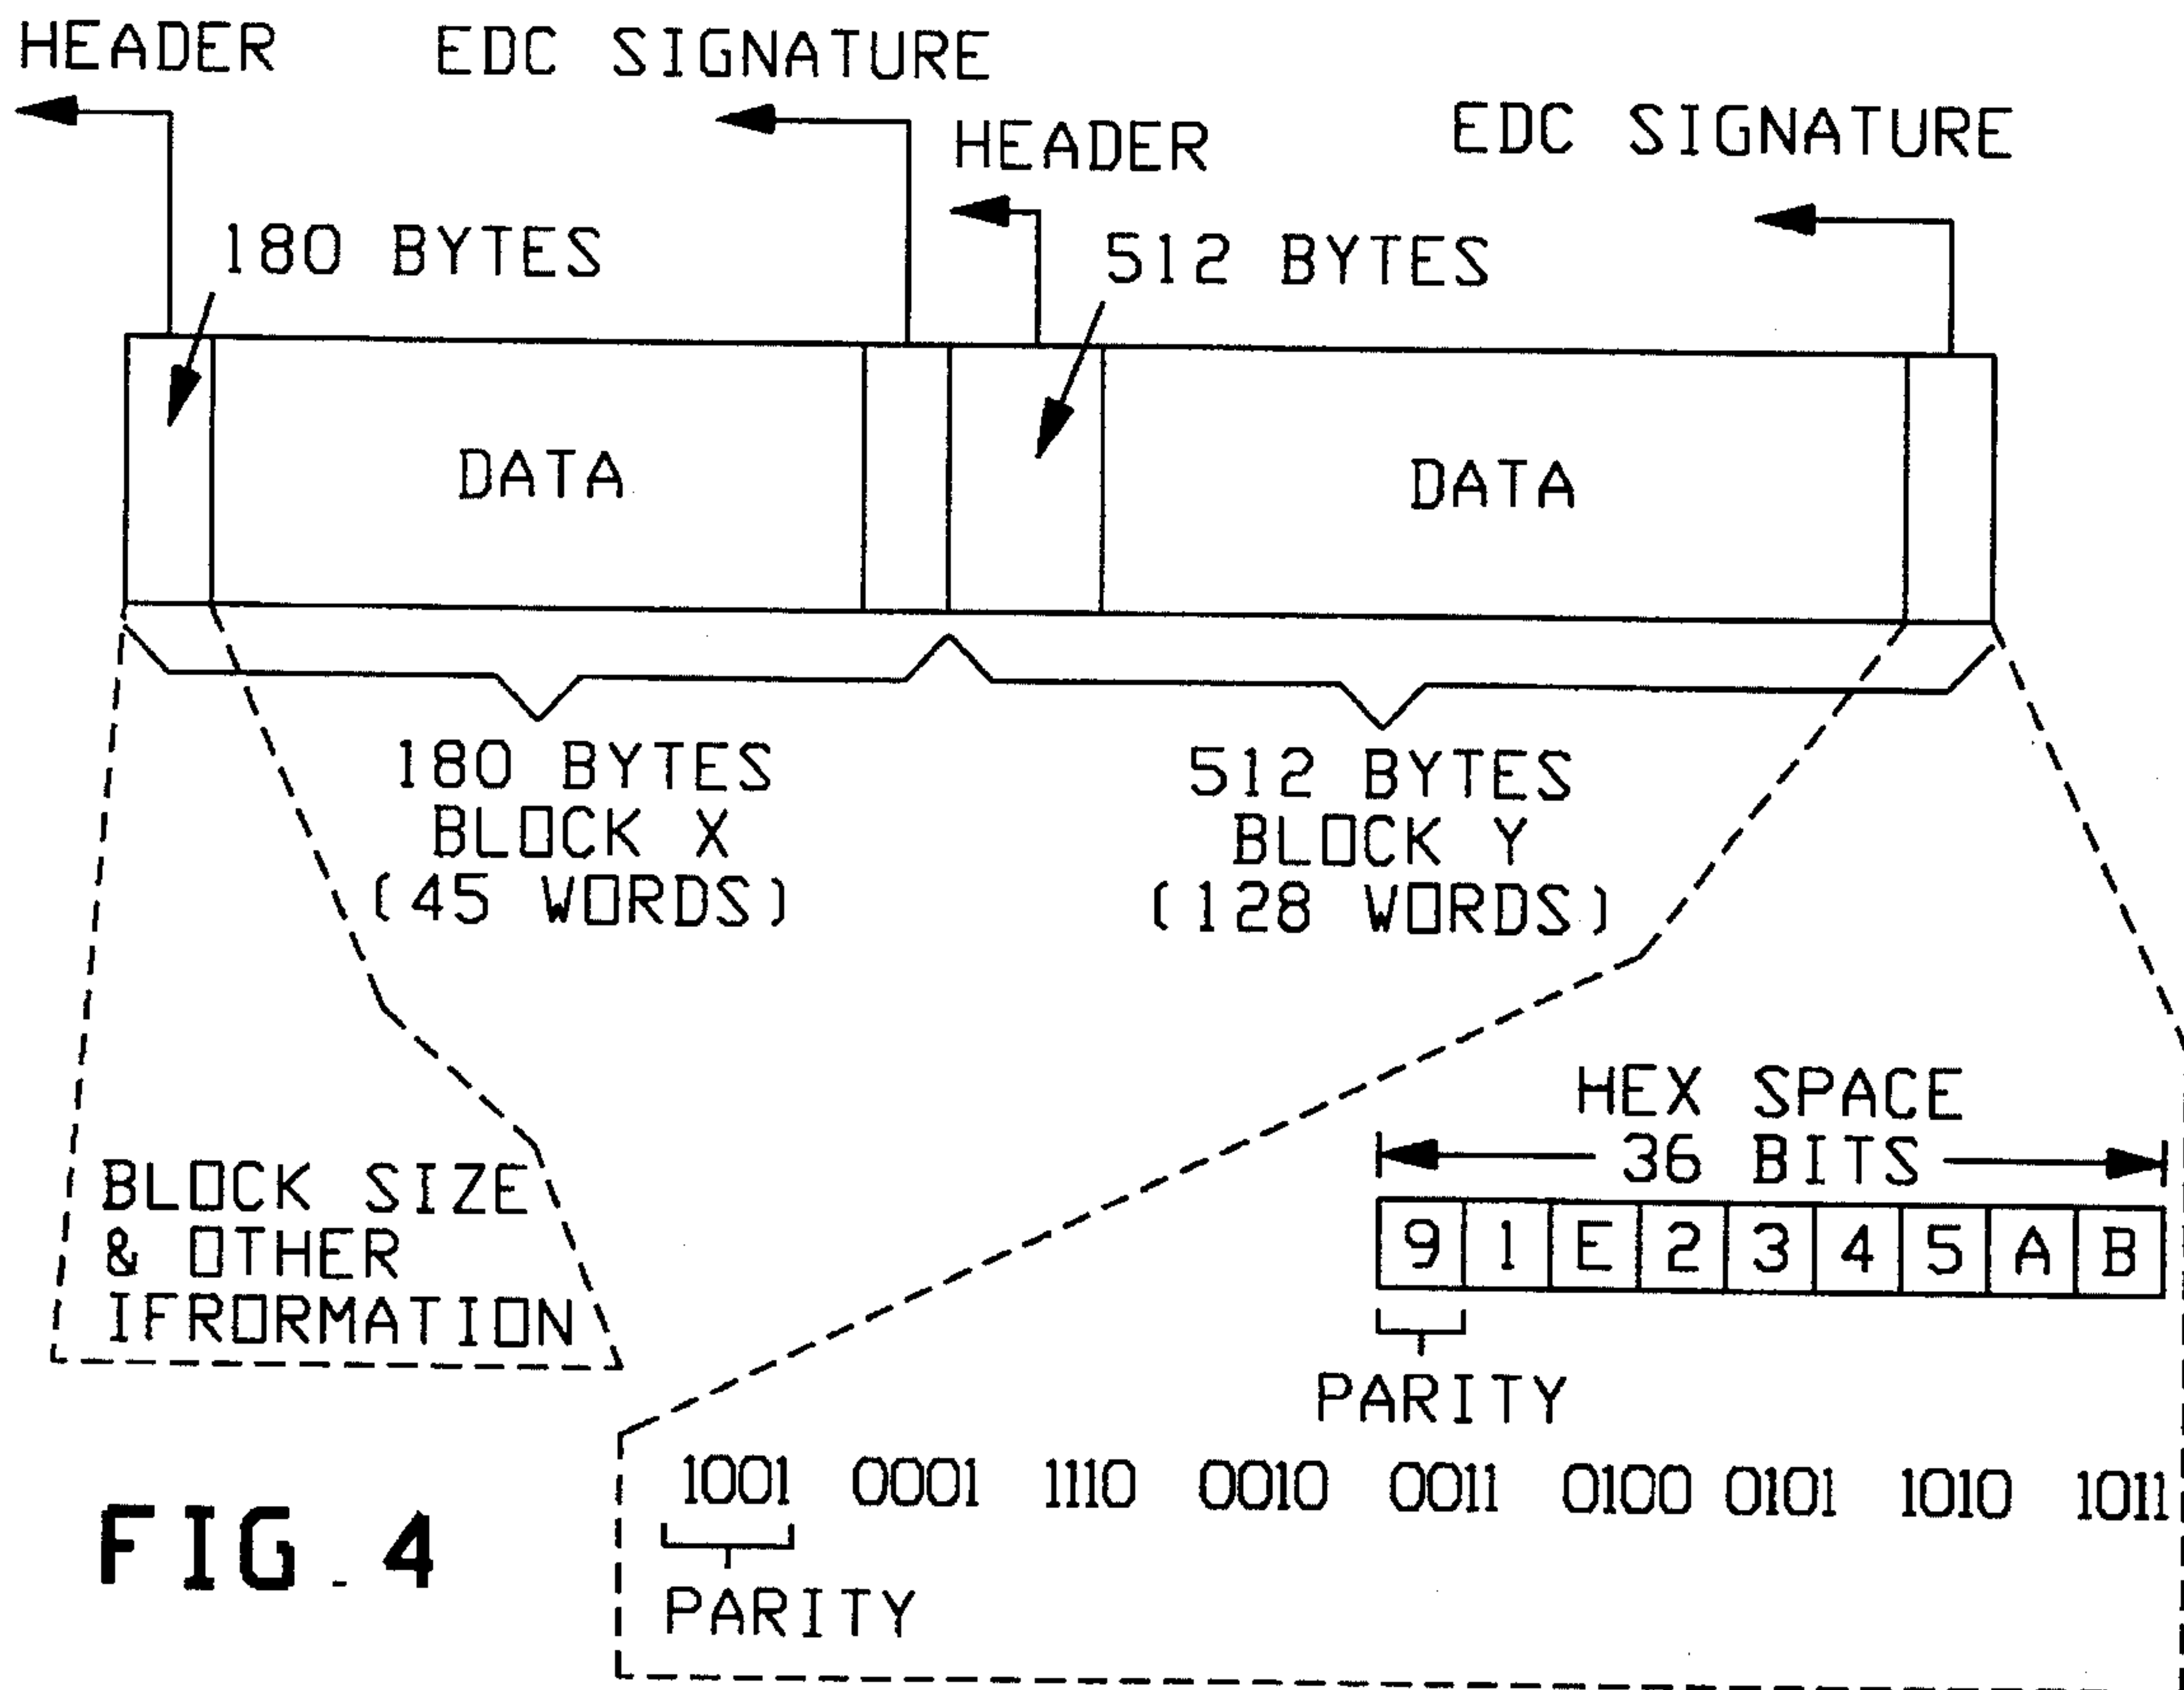 HEADER
EDC SIGNATURE
HEADER
EDC SIGNATURE
180 BYTES
512 BYTES
DATA
DATA
180 BYTES
BLOCK X
(45 WORDS)
512 BYTES
BLOCK Y
(128 WORDS)
HEX SPACE
36 BITS
9 1 E 2 3 4 5 A B
PARITY
BLOCK SIZE
& OTHER
IFRORMATION
1001 0001 1110 0010 0011 0100 0101 1010 1011
PARITY
FIG. 4